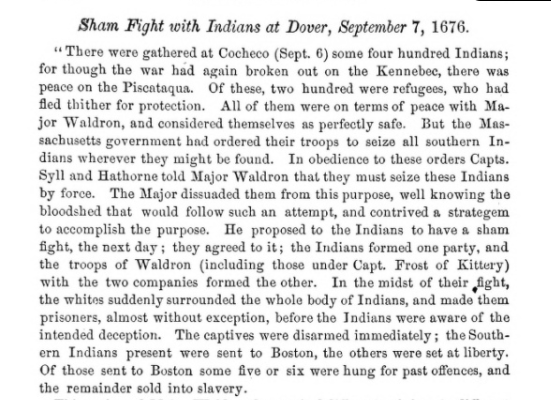 Sham Fight with Indians at Dover, September 7, 1676.
"There were gathered at Cocheco (Sept. 6) some four hundred Indians;
for though the war had again broken out on the Kennebec, there was
peace on the Piscataqua. Of these, two hundred were refugees, who had
fled thither for protection. All of them were on terms of peace with Ma-
jor Waldron, and considered themselves as perfectly safe. But the Mas-
sachusetts government had ordered their troops to seize all southern In-
dians wherever they might be found. In obedience to these orders Capts.
Syll and Hathorne told Major Waldron that they must seize these Indians
by force. The Major dissuaded them from this purpose, well knowing the
bloodshed that would follow such an attempt, and contrived a strategem
to accomplish the purpose. He proposed to the Indians to have a sham
fight, the next day; they agreed to it; the Indians formed one party, and
the troops of Waldron (including those under Capt. Frost of Kittery)
with the two companies formed the other. In the midst of their fight,
the whites suddenly surrounded the whole body of Indians, and made them
prisoners, almost without exception, before the Indians were aware of the
intended deception. The captives were disarmed immediately; the South-
ern Indians present were sent to Boston, the others were set at liberty.
Of those sent to Boston some five or six were hung for past offences, and
the remainder sold into slavery.